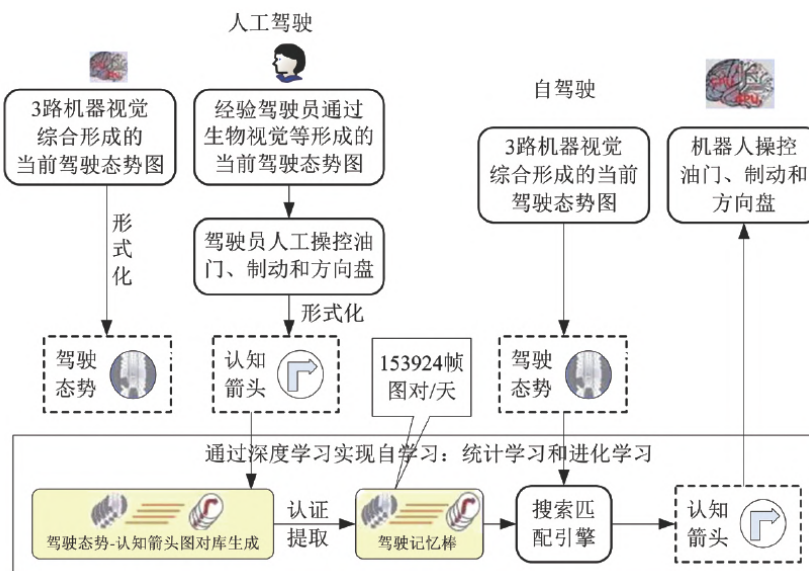 人工驾驶
3路机器视觉
综合形成的
当前驾驶态势图
经验驾驶员通过
生物视觉等形成的
当前驾驶态势图
自驾驶
3路机器视觉
综合形成的当前
驾驶态势图
机器人操控
油门、制动和
方向盘
形
式
化
驾驶员人工操控油
门、制动和方向盘
形式化
驾驶
态势
认知
箭头
153924帧
图对/天
驾驶
态势
通过深度学习实现自学习：统计学习和进化学习
驾驶态势-认知箭头图对库生成
认证
提取
驾驶记忆棒
搜索匹
配引擎
认知
箭头